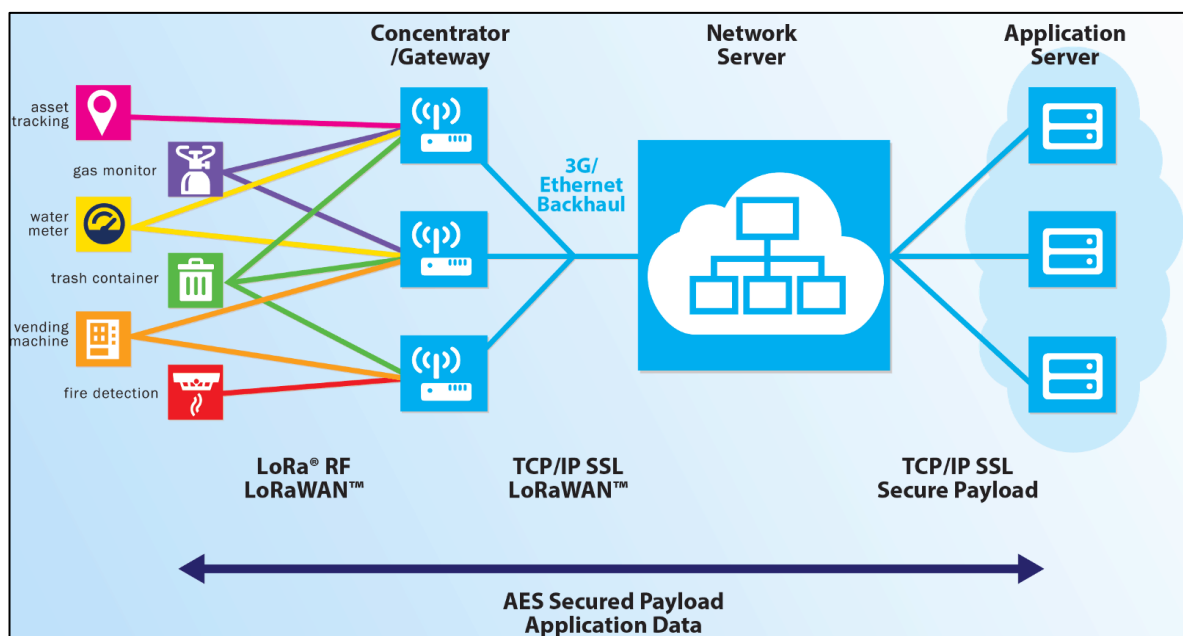 Concentrator
/Gateway
Network
Server
Application
Server
asset
tracking
gas monitor
water
meter
trash container
vending
machine
fire detection
3G/
Ethernet
Backhaul
LoRa® RF
LoRaWAN™
TCP/IP SSL
LoRaWAN™
TCP/IP SSL
Secure Payload
AES Secured Payload
Application Data